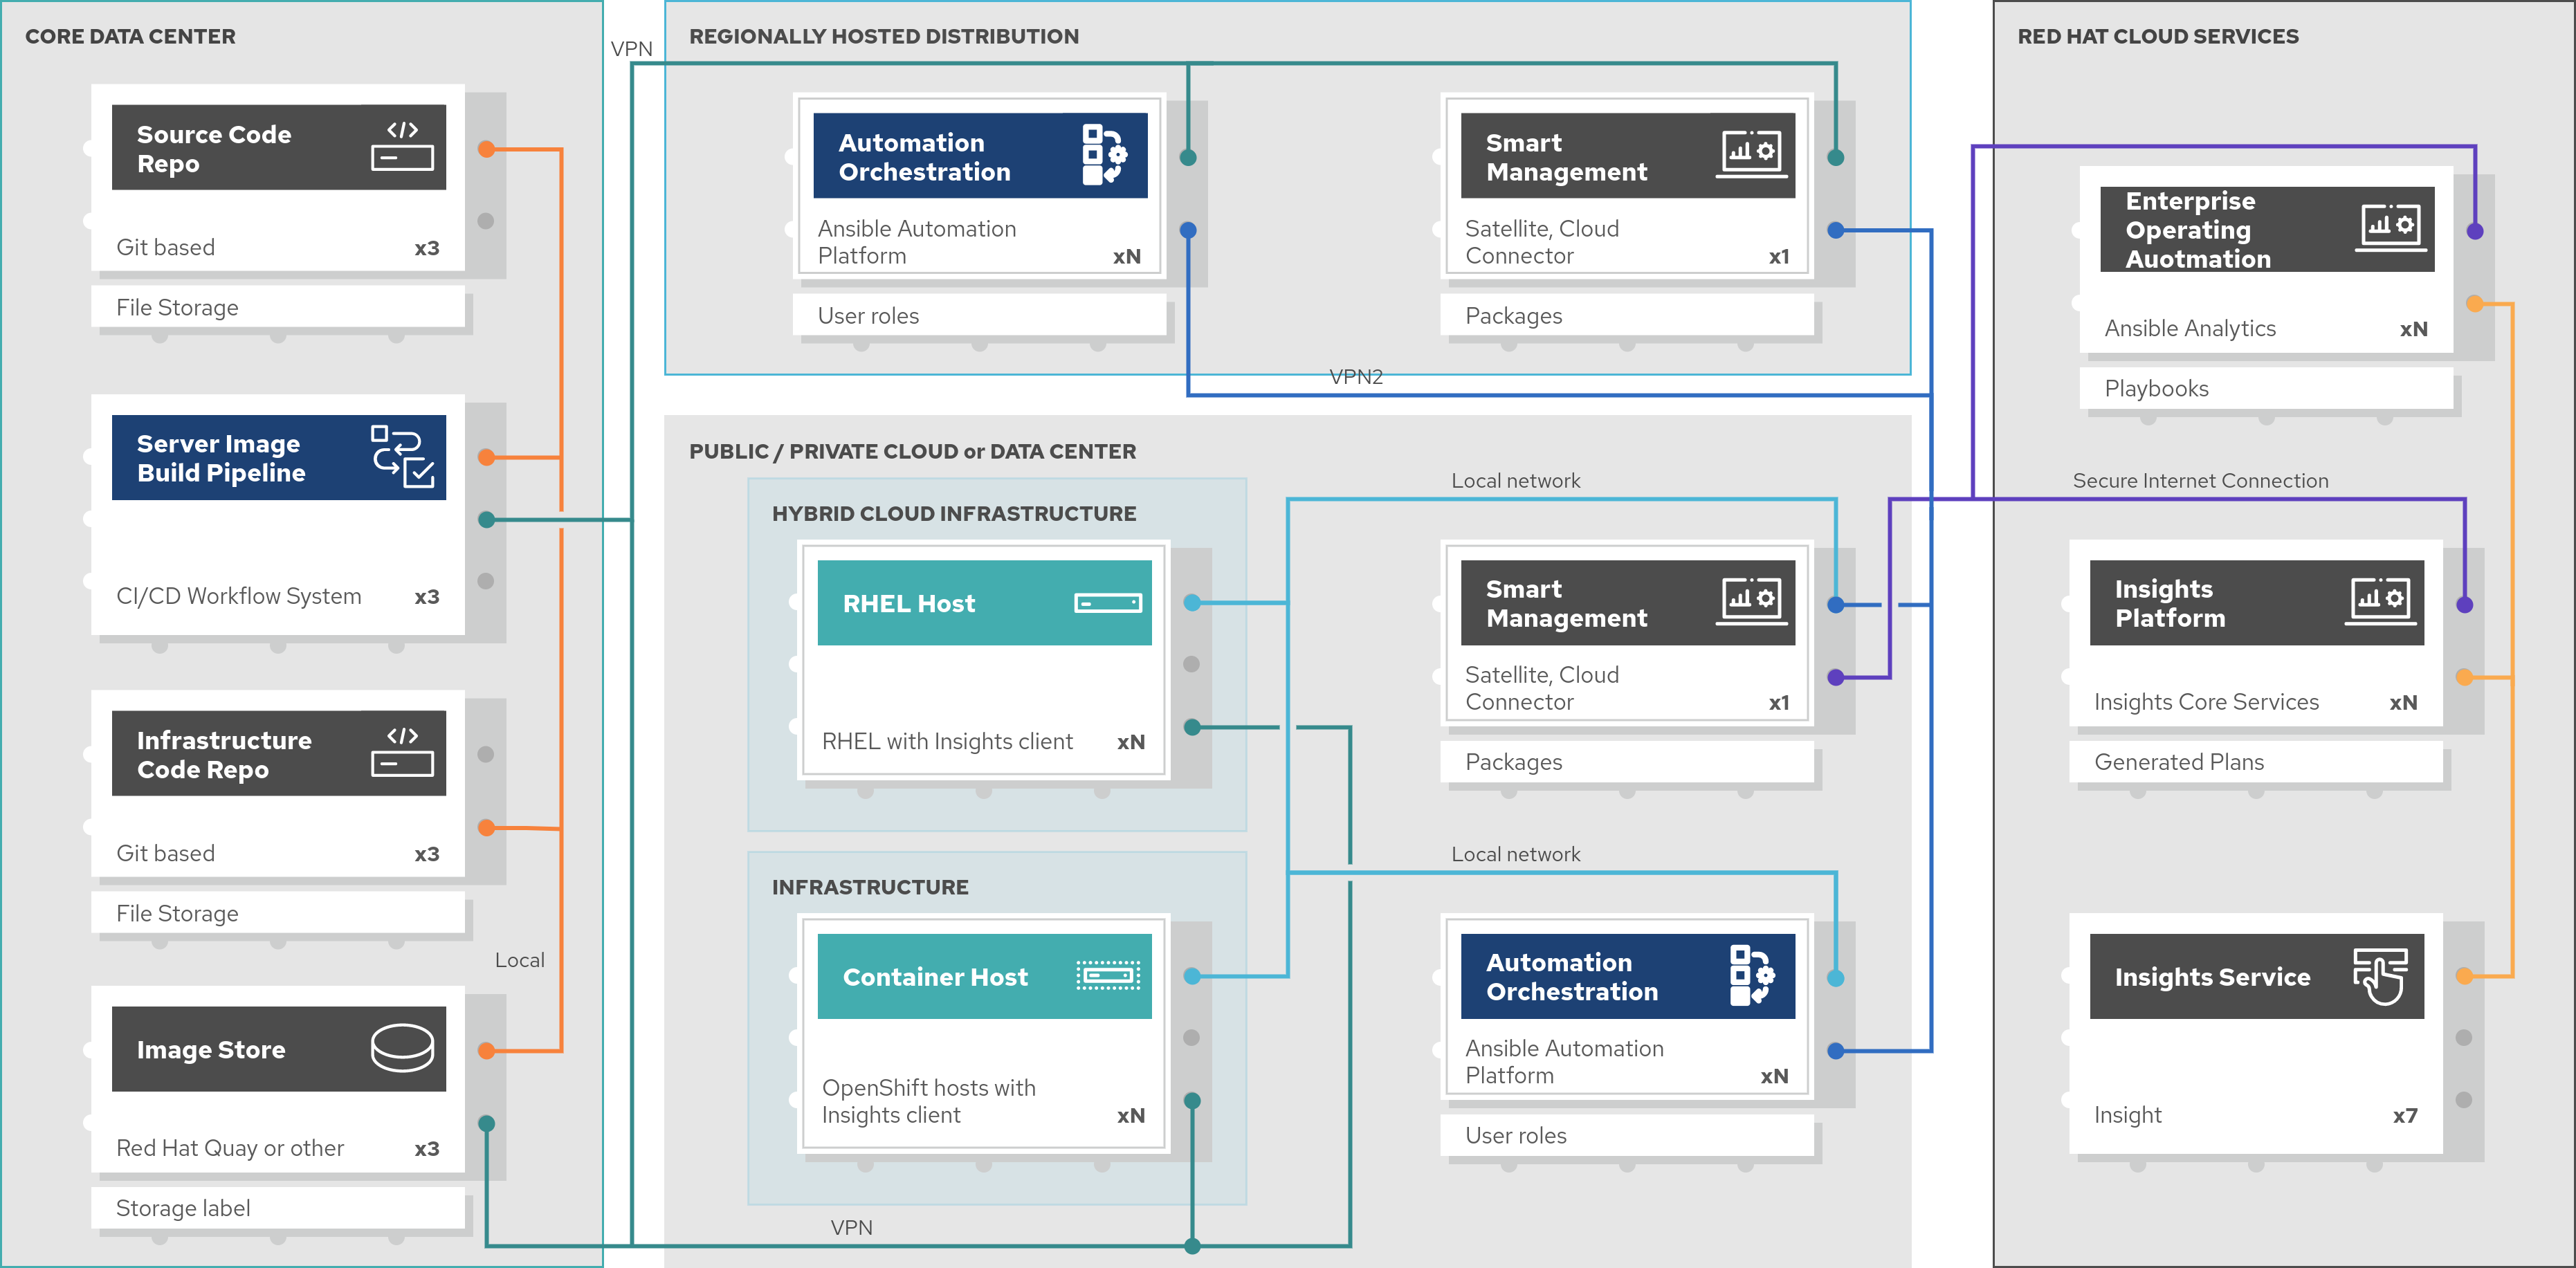 CORE DATA CENTER
Source Code
Repo
</>
Git based
x3
File Storage
Server Image
Build Pipeline
CI/CD Workflow System
x3
Infrastructure
Code Repo
</>
Git based
x3
File Storage
Local
Image Store
Red Hat Quay or other
x3
Storage label
VPN
REGIONALLY HOSTED DISTRIBUTION
Automation
Orchestration
Ansible Automation
Platform
xN
User roles
Smart
Management
Satellite, Cloud
Connector
x1
Packages
VPN2
PUBLIC / PRIVATE CLOUD or DATA CENTER
HYBRID CLOUD INFRASTRUCTURE
RHEL Host
RHEL with Insights client
xN
Local network
Smart
Management
Satellite, Cloud
Connector
x1
Packages
INFRASTRUCTURE
Container Host
OpenShift hosts with
Insights client
xN
Local network
Automation
Orchestration
Ansible Automation
Platform
xN
User roles
VPN
RED HAT CLOUD SERVICES
Enterprise
Operating
Auotmation
Ansible Analytics
xN
Playbooks
Secure Internet Connection
Insights
Platform
Insights Core Services
xN
Generated Plans
Insights Service
Insight
x7